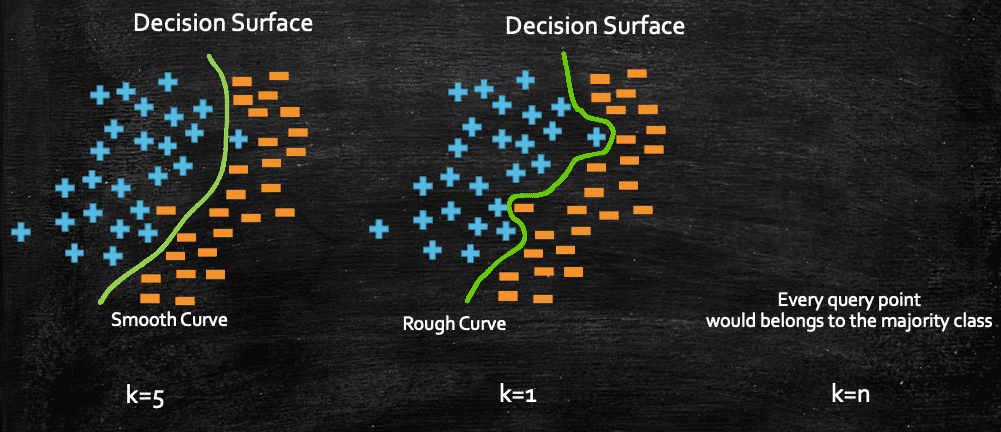 Decision Surface
Smooth Curve
k=5
Decision Surface
Rough Curve
k=1
Every query point
would belongs to the majority class
k=n